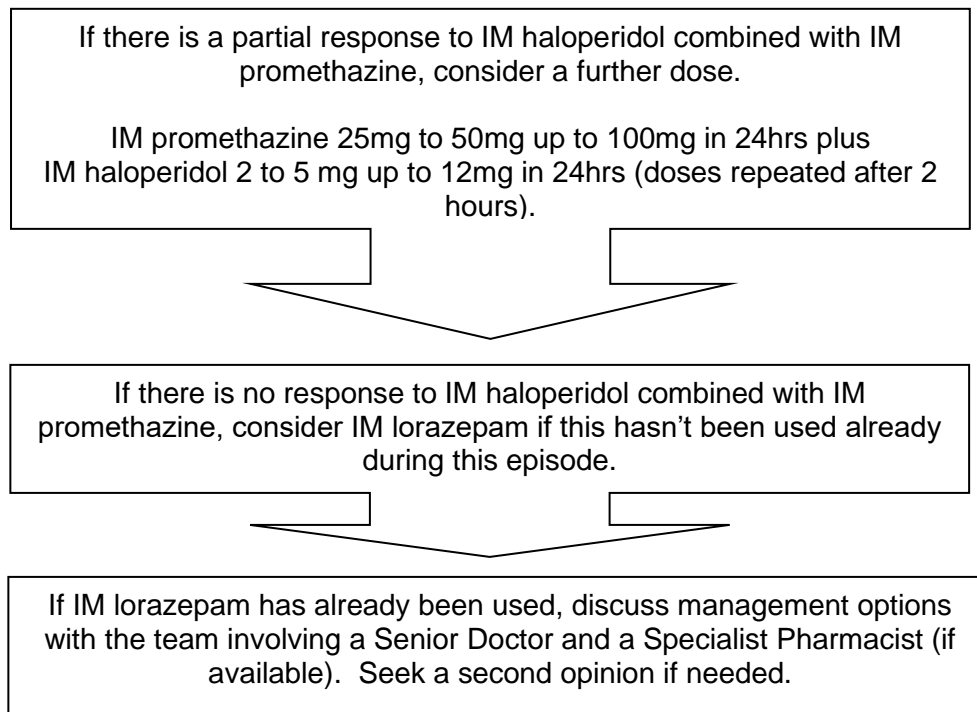 If there is a partial response to IM haloperidol combined with IM
promethazine, consider a further dose.
IM promethazine 25mg to 50mg up to 100mg in 24hrs plus
IM haloperidol 2 to 5 mg up to 12mg in 24hrs (doses repeated after 2
hours).
If there is no response to IM haloperidol combined with IM
promethazine, consider IM lorazepam if this hasn’t been used already
during this episode.
If IM lorazepam has already been used, discuss management options
with the team involving a Senior Doctor and a Specialist Pharmacist (if
available).  Seek a second opinion if needed.